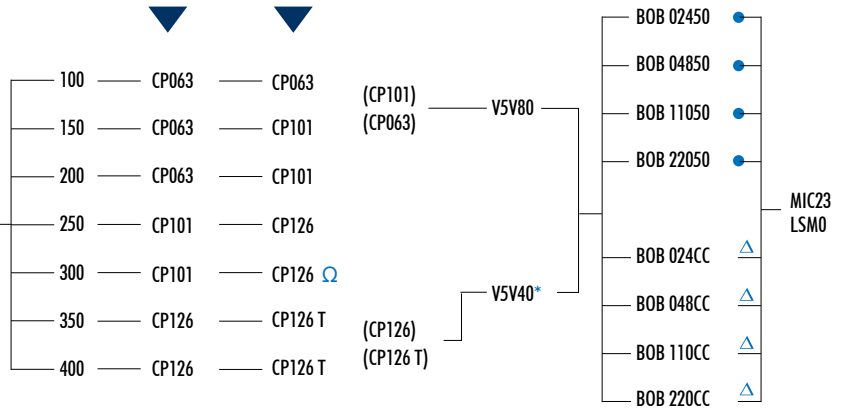 100 CP063 CP063
150 CP063 CP101
200 CP063 CP101
250 CP101 CP126
300 CP101 CP126 Ω
350 CP126 CP126 T
400 CP126 CP126 T
(CP101)
(CP063)
V5V80
(CP126)
(CP126 T)
V5V40*
BOB 02450
BOB 04850
BOB 11050
BOB 22050
BOB 024CC Δ
BOB 048CC Δ
BOB 110CC Δ
BOB 220CC Δ
MIC23
LSM0